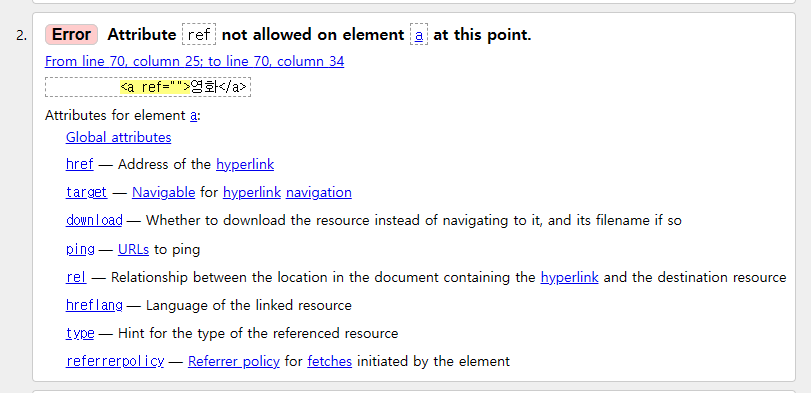 2. Error Attribute ref not allowed on element a at this point.
From line 70, column 25; to line 70, column 34
<a ref="">영화</a>
Attributes for element a:
Global attributes
href — Address of the hyperlink
target — Navigable for hyperlink navigation
download — Whether to download the resource instead of navigating to it, and its filename if so
ping — URLs to ping
rel — Relationship between the location in the document containing the hyperlink and the destination resource
hreflang — Language of the linked resource
type — Hint for the type of the referenced resource
referrerpolicy — Referrer policy for fetches initiated by the element